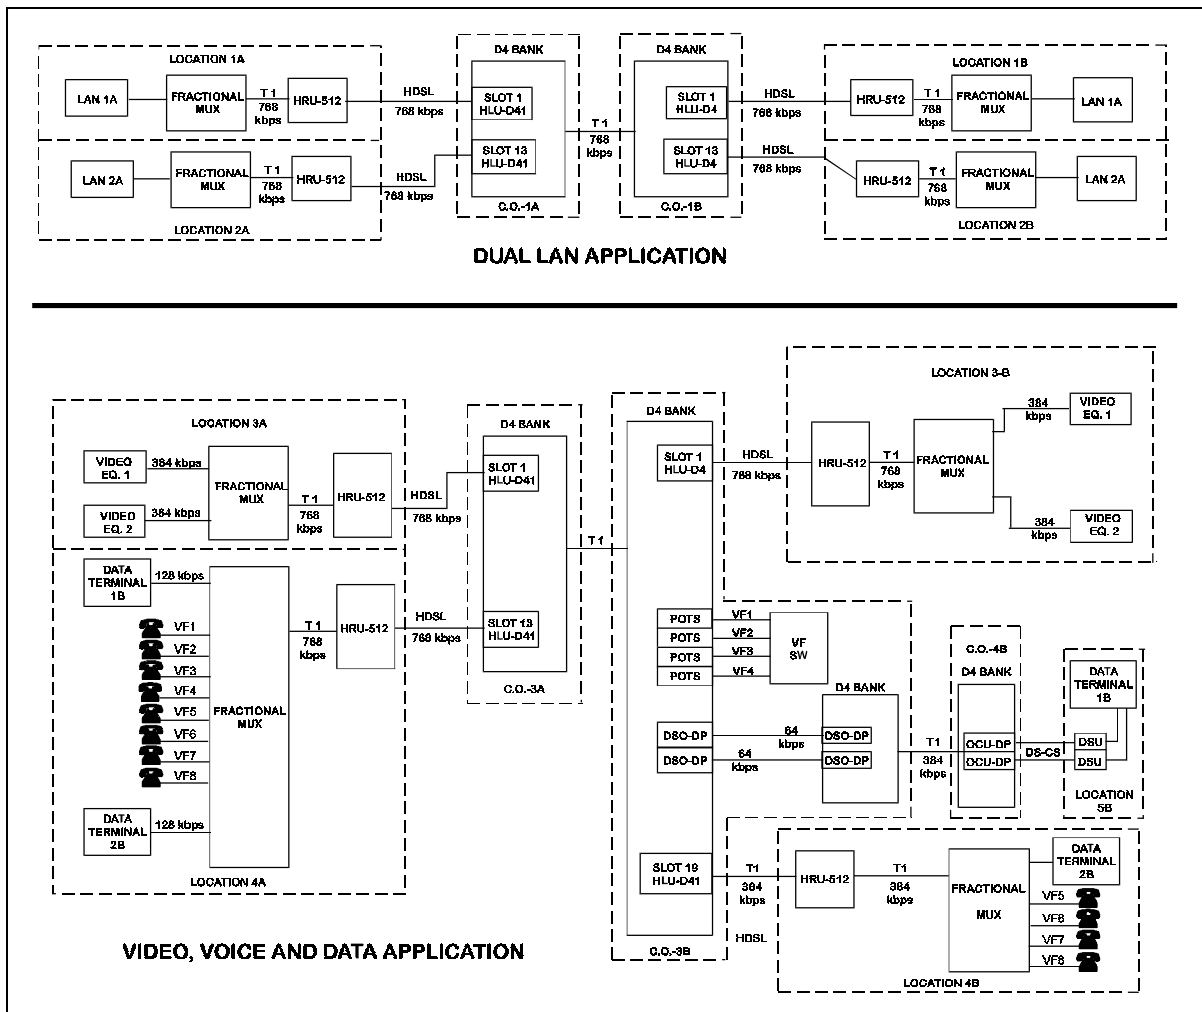 LOCATION 1A
LAN 1A
FRACTIONAL
MUX
T 1
768
kbps
HRU-512
HDSL
768 kbps
D4 BANK
SLOT 1
HLU-D41
SLOT 13
HLU-D41
C.O.-1A
T 1
768
kbps
D4 BANK
SLOT 1
HLU-D4
SLOT 13
HLU-D4
C.O.-1B
HDSL
768 kbps
HDSL
768 kbps
LOCATION 1B
HRU-512
T 1
768
kbps
FRACTIONAL
MUX
LAN 1A
LAN 2A
FRACTIONAL
MUX
T 1
768
kbps
HRU-512
HDSL
768 kbps
LOCATION 2A
HRU-512
T 1
768
kbps
FRACTIONAL
MUX
LAN 2A
LOCATION 2B
DUAL LAN APPLICATION
LOCATION 3A
VIDEO
EQ. 1
384 kbps
VIDEO
EQ. 2
384 kbps
FRACTIONAL
MUX
T 1
768
kbps
HRU-512
HDSL
768 kbps
D4 BANK
SLOT 1
HLU-D41
SLOT 13
HLU-D41
C.O.-3A
T 1
DATA
TERMINAL
1B
128 kbps
VF1
VF2
VF3
VF4
VF5
VF6
VF7
VF8
DATA
TERMINAL
2B
128 kbps
FRACTIONAL
MUX
T 1
768
kbps
HRU-512
HDSL
768 kbps
LOCATION 4A
D4 BANK
SLOT 1
HLU-D4
POTS
POTS
POTS
POTS
VF1
VF2
VF3
VF4
VF
SW
DSO-DP
DSO-DP
64
kbps
64
kbps
D4 BANK
DSO-DP
DSO-DP
SLOT 19
HLU-D41
C.O.-3B
HDSL
768 kbps
LOCATION 3-B
HRU-512
T 1
768
kbps
FRACTIONAL
MUX
384
kbps
VIDEO
EQ. 1
384
kbps
VIDEO
EQ. 2
T1
384
kbps
C.O.-4B
D4 BANK
OCU-DP
OCU-DP
DS-CS
DATA
TERMINAL
1B
DSU
DSU
LOCATION
5B
T1
384
kbps
HDSL
HRU-512
T1
384
kbps
FRACTIONAL
MUX
DATA
TERMINAL
2B
VF5
VF6
VF7
VF8
LOCATION 4B
VIDEO, VOICE AND DATA APPLICATION